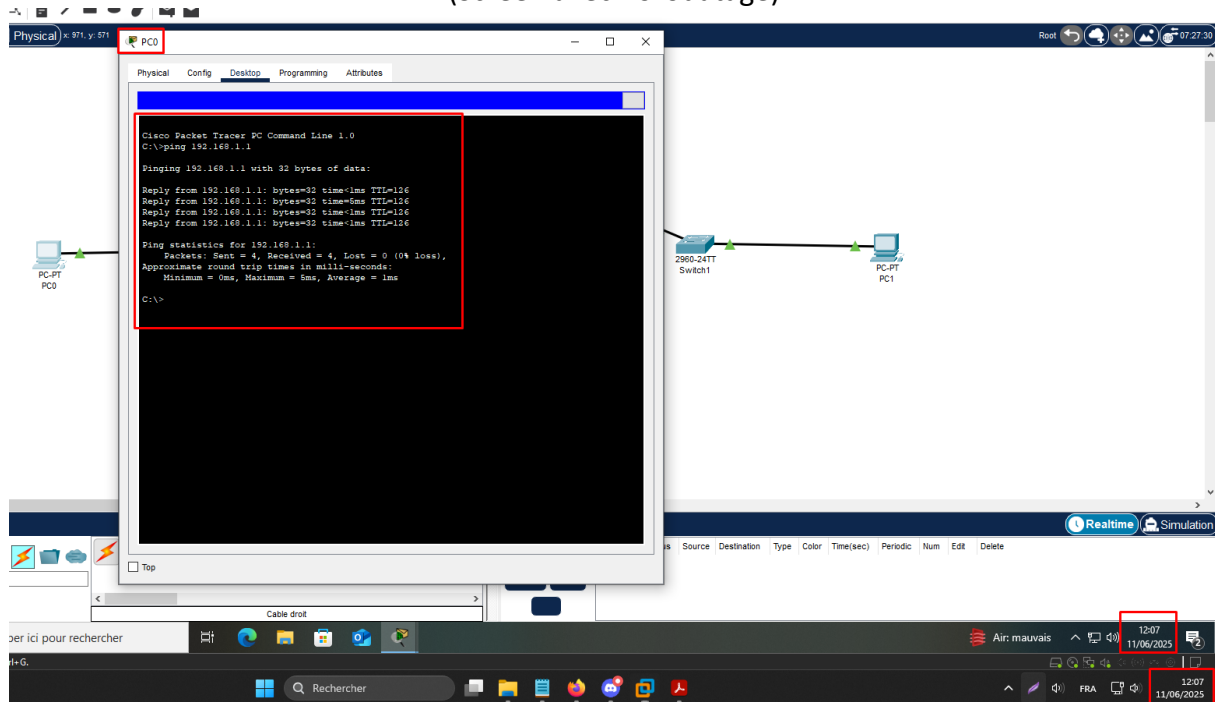 Physical x: 971, y: 571
PC0
Root
07:27:30
Physical Config Desktop Programming Attributes
Cisco Packet Tracer PC Command Line 1.0
C:\>ping 192.168.1.1
Pinging 192.168.1.1 with 32 bytes of data:
Reply from 192.168.1.1: bytes=32 time<1ms TTL=126
Reply from 192.168.1.1: bytes=32 time=5ms TTL=126
Reply from 192.168.1.1: bytes=32 time<1ms TTL=126
Reply from 192.168.1.1: bytes=32 time<1ms TTL=126
Ping statistics for 192.168.1.1:
Packets: Sent = 4, Received = 4, Lost = 0 (0% loss),
Approximate round trip times in milli-seconds:
Minimum = 0ms, Maximum = 5ms, Average = 1ms
C:\>
PC-PT
PC0
2960-24TT
Switch1
PC-PT
PC1
Realtime Simulation
Source Destination Type Color Time(sec) Periodic Num Edit Delete
Top
Cable droit
ici pour rechercher
Air: mauvais
12:07
11/06/2025
2
Rechercher
FRA
12:07
11/06/2025